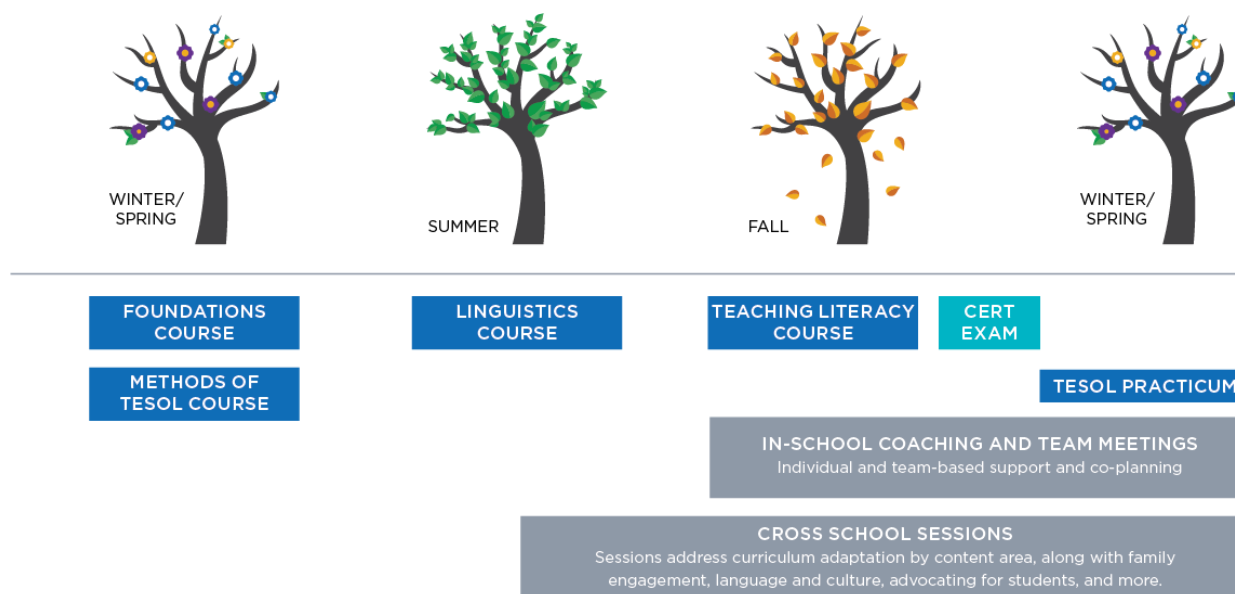 WINTER/
SPRING
SUMMER
FALL
WINTER/
SPRING
FOUNDATIONS
COURSE
LINGUISTICS
COURSE
TEACHING LITERACY
COURSE
CERT
EXAM
METHODS OF
TESOL COURSE
TESOL PRACTICUM
IN-SCHOOL COACHING AND TEAM MEETINGS
Individual and team-based support and co-planning
CROSS SCHOOL SESSIONS
Sessions address curriculum adaptation by content area, along with family
engagement, language and culture, advocating for students, and more.